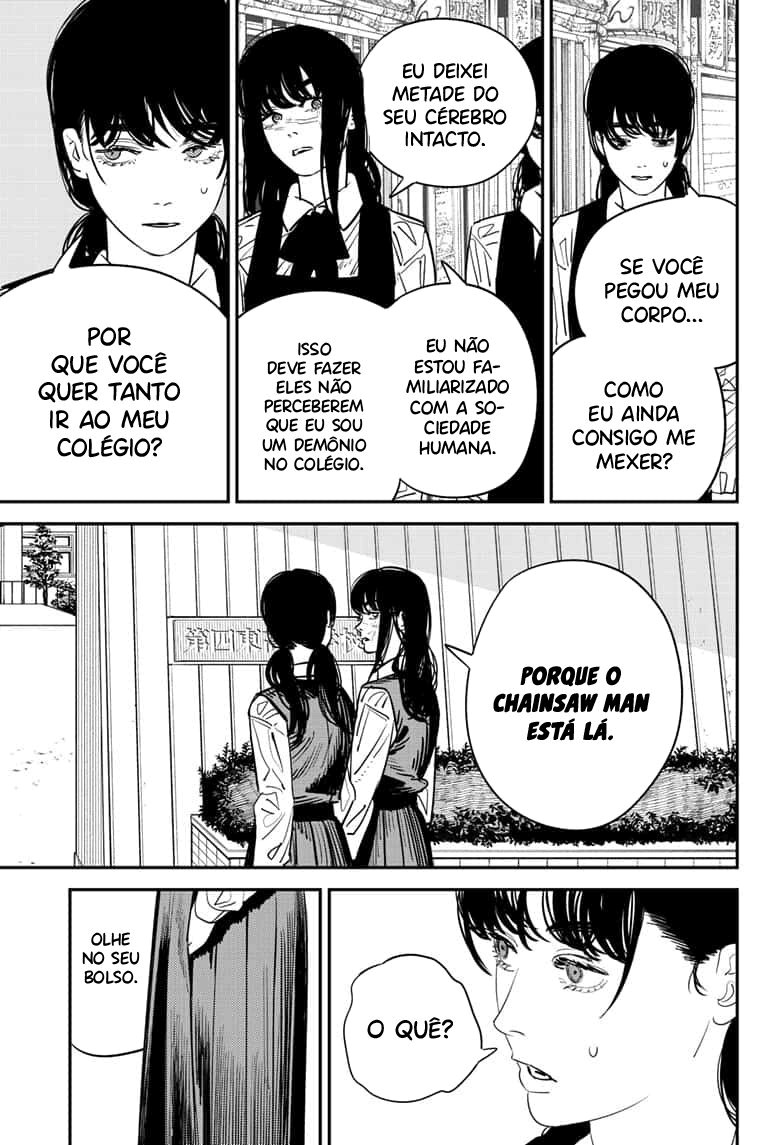 SE VOCÊ
PEGOU MEU
CORPO...
COMO
EU AINDA
CONSIGO ME
MEXER?
EU DEIXEI
METADE DO
SEU CÉREBRO
INTACTO.
EU NÃO
ESTOU FA-
MILIARIZADO
COM A SO-
CIEDADE
HUMANA.
ISSO
DEVE FAZER
ELES NÃO
PERCEBEREM
QUE EU SOU
UM DEMÔNIO
NO COLÉGIO.
POR
QUE VOCÊ
QUER TANTO
IR AO MEU
COLÉGIO?
第四東
PORQUE O
CHAINSAW MAN
ESTÁ LÁ.
O QUÊ?
OLHE
NO SEU
BOLSO.